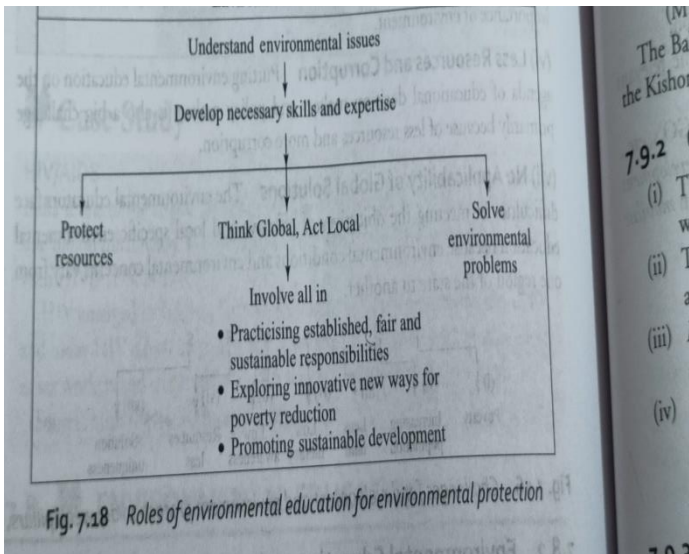 Understand environmental issues
Develop necessary skills and expertise
Protect
resources
Think Global, Act Local
Solve
environmental
problems
Involve all in
• Practicising established, fair and
sustainable responsibilities
• Exploring innovative new ways for
poverty reduction
• Promoting sustainable development
Fig. 7.18 Roles of environmental education for environmental protection
(M
The Ba
the Kishor
7.9.2
(i) T
w
(ii) T
a
(iii)
(iv)